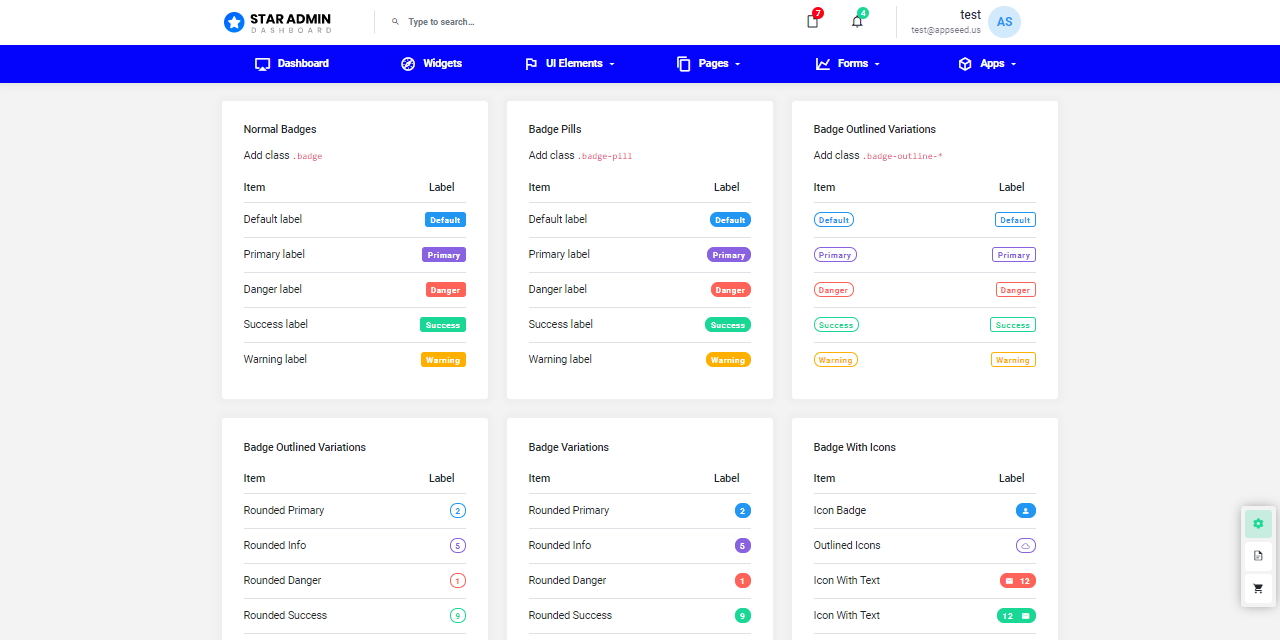 STAR ADMIN
DASHBOARD
Type to search...
7
4
test
test@appseed.us
AS
Dashboard
Widgets
UI Elements
Pages
Forms
Apps
Normal Badges
Add class .badge
Item Label
Default label Default
Primary label Primary
Danger label Danger
Success label Success
Warning label Warning
Badge Pills
Add class .badge-pill
Item Label
Default label Default
Primary label Primary
Danger label Danger
Success label Success
Warning label Warning
Badge Outlined Variations
Add class .badge-outline-*
Item Label
Default Default
Primary Primary
Danger Danger
Success Success
Warning Warning
Badge Outlined Variations
Item Label
Rounded Primary 2
Rounded Info 5
Rounded Danger 1
Rounded Success 9
Badge Variations
Item Label
Rounded Primary 2
Rounded Info 5
Rounded Danger 1
Rounded Success 9
Badge With Icons
Item Label
Icon Badge
Outlined Icons
Icon With Text 12
Icon With Text 12